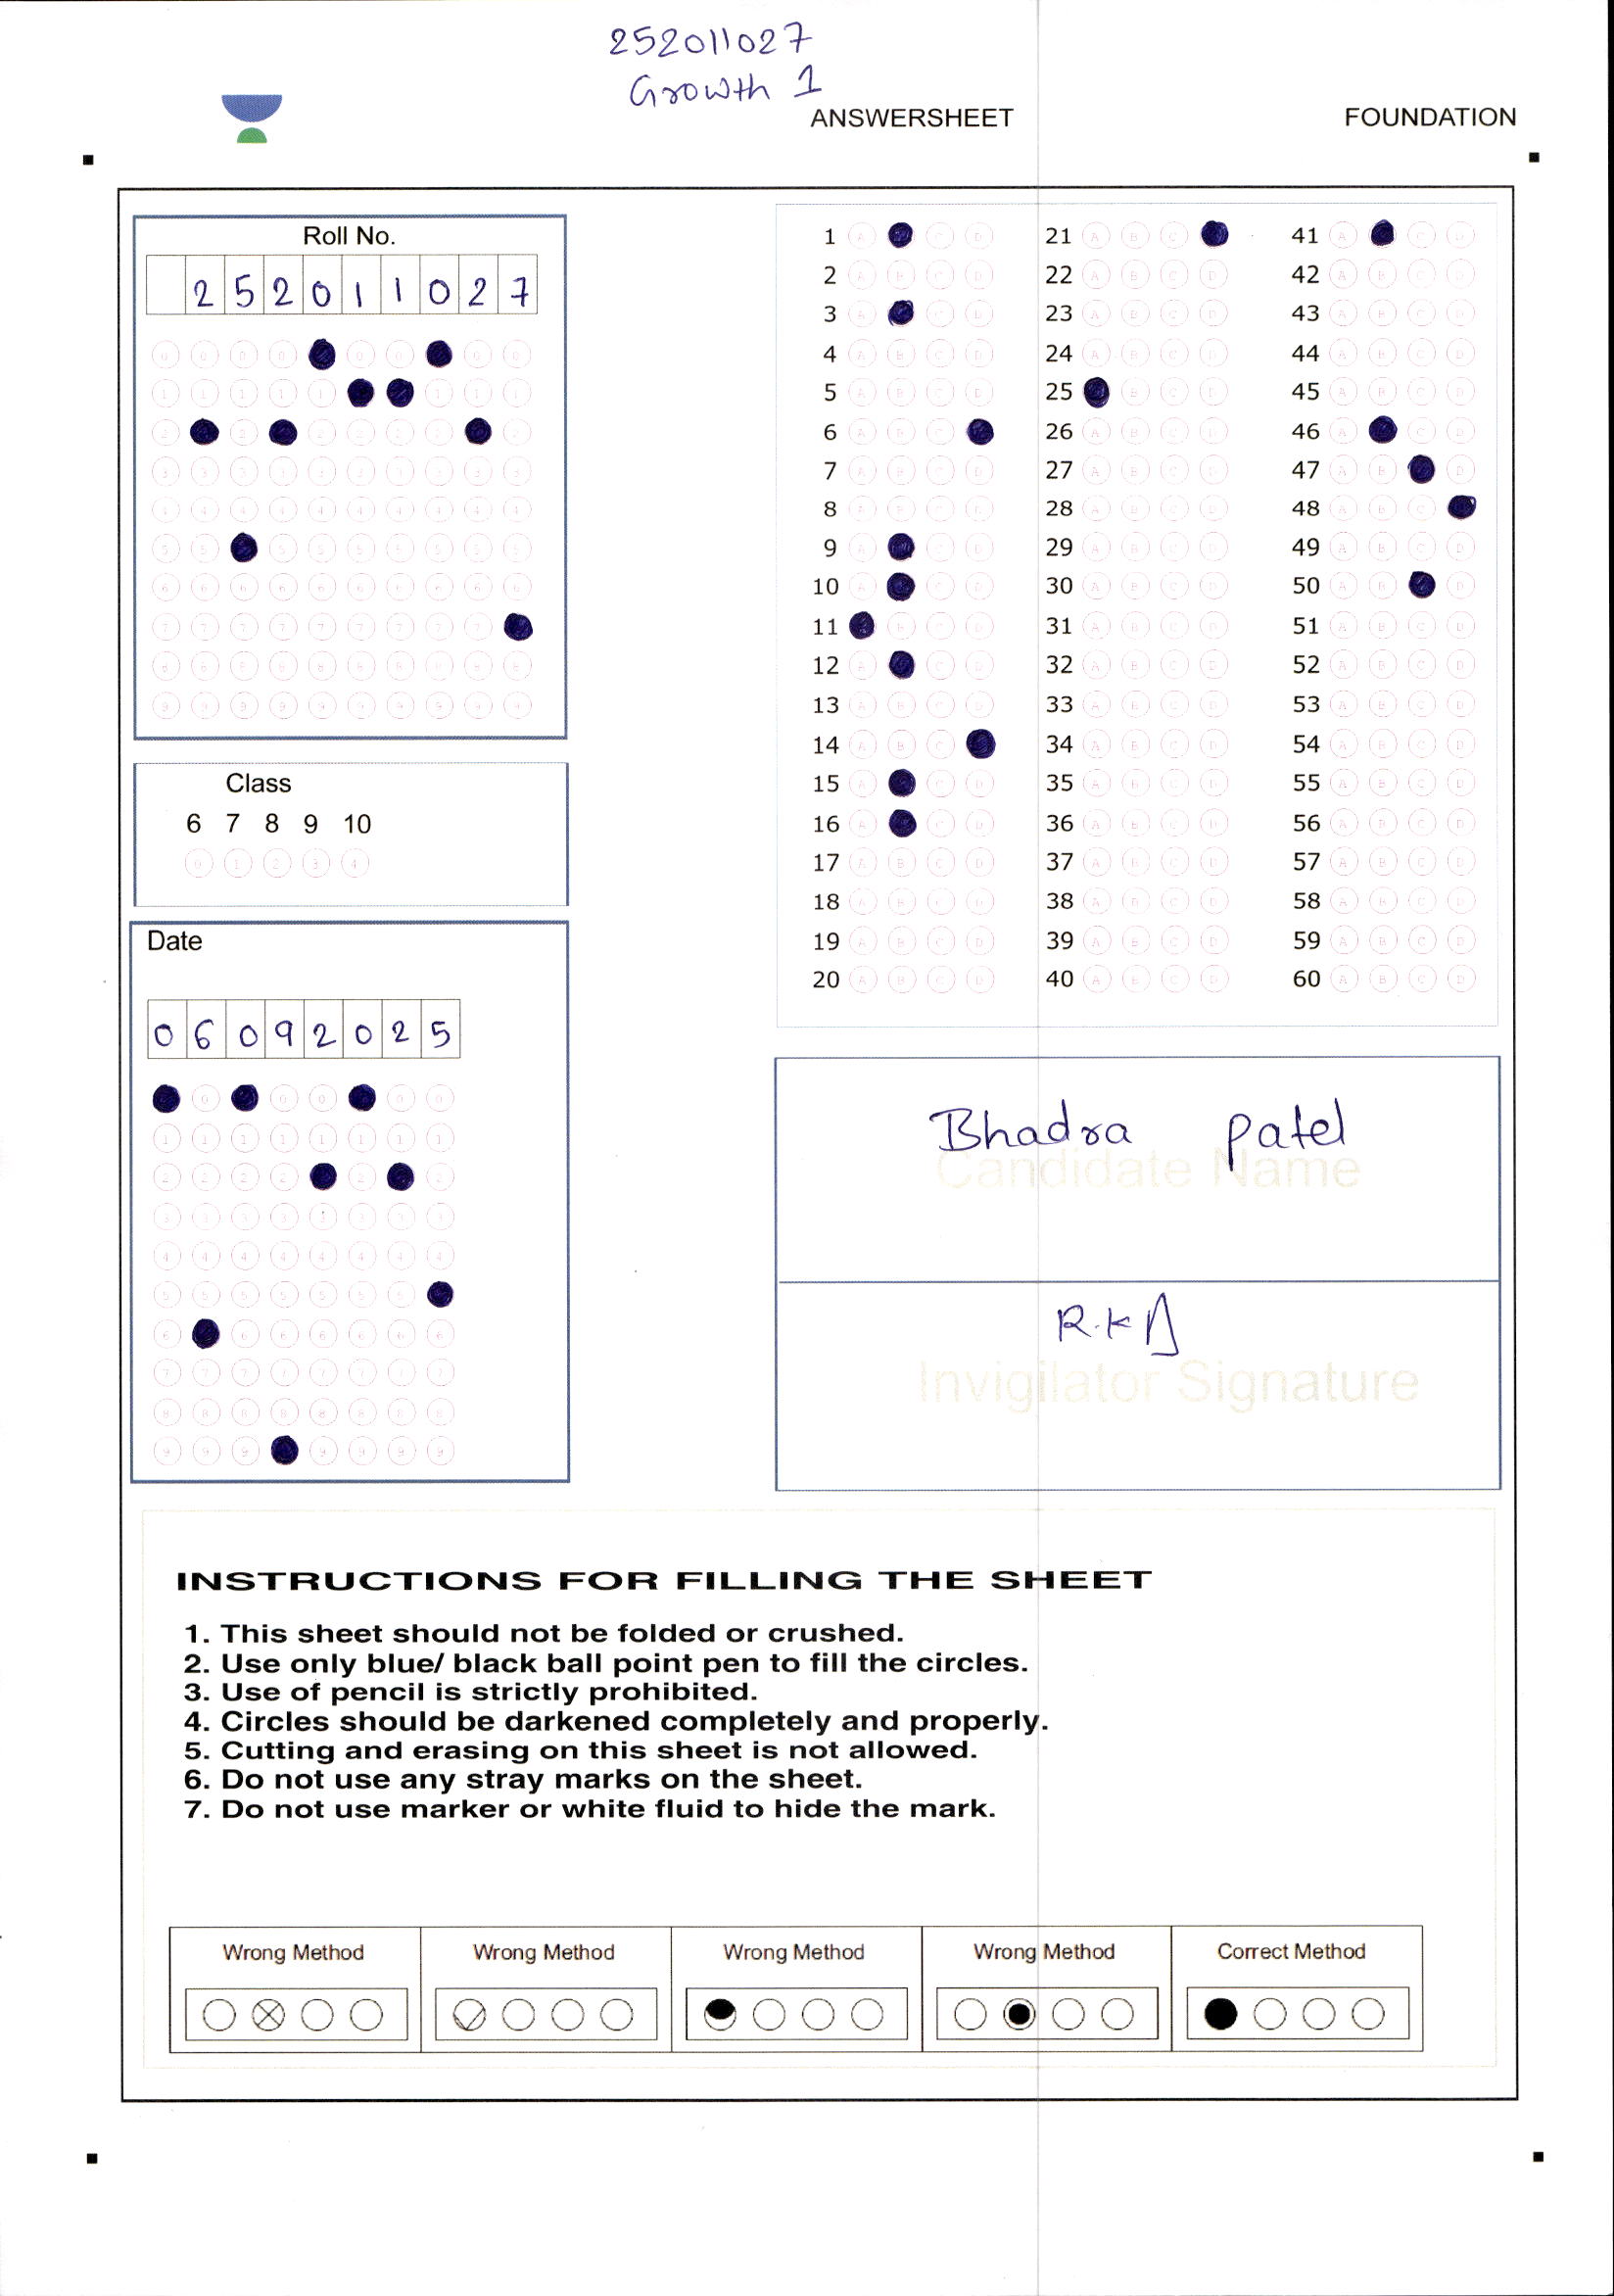 252011027
Growth 1
ANSWERSHEET FOUNDATION
Roll No.
2 5 2 0 1 1 0 2 7
Class
6 7 8 9 10
Date
0 6 0 9 2 0 2 5
1 A C D 21 A B C 41 A C D
2 A B C D 22 A B C D 42 A B C D
3 A C D 23 A B C D 43 A B C D
4 A B C D 24 A B C D 44 A B C D
5 A B C D 25 B C D 45 A B C D
6 A B C 26 A B C D 46 A C D
7 A B C D 27 A B C D 47 A B D
8 A B C D 28 A B C D 48 A B C
9 A C D 29 A B C D 49 A B C D
10 A C D 30 A B C D 50 A B D
11 B C D 31 A B C D 51 A B C D
12 A C D 32 A B C D 52 A B C D
13 A B C D 33 A B C D 53 A B C D
14 A B C 34 A B C D 54 A B C D
15 A C D 35 A B C D 55 A B C D
16 A C D 36 A B C D 56 A B C D
17 A B C D 37 A B C D 57 A B C D
18 A B C D 38 A B C D 58 A B C D
19 A B C D 39 A B C D 59 A B C D
20 A B C D 40 A B C D 60 A B C D
Bhadra Patel
Candidate Name
Invigilator Signature
INSTRUCTIONS FOR FILLING THE SHEET
1. This sheet should not be folded or crushed.
2. Use only blue/ black ball point pen to fill the circles.
3. Use of pencil is strictly prohibited.
4. Circles should be darkened completely and properly.
5. Cutting and erasing on this sheet is not allowed.
6. Do not use any stray marks on the sheet.
7. Do not use marker or white fluid to hide the mark.
Wrong Method Wrong Method Wrong Method Wrong Method Correct Method